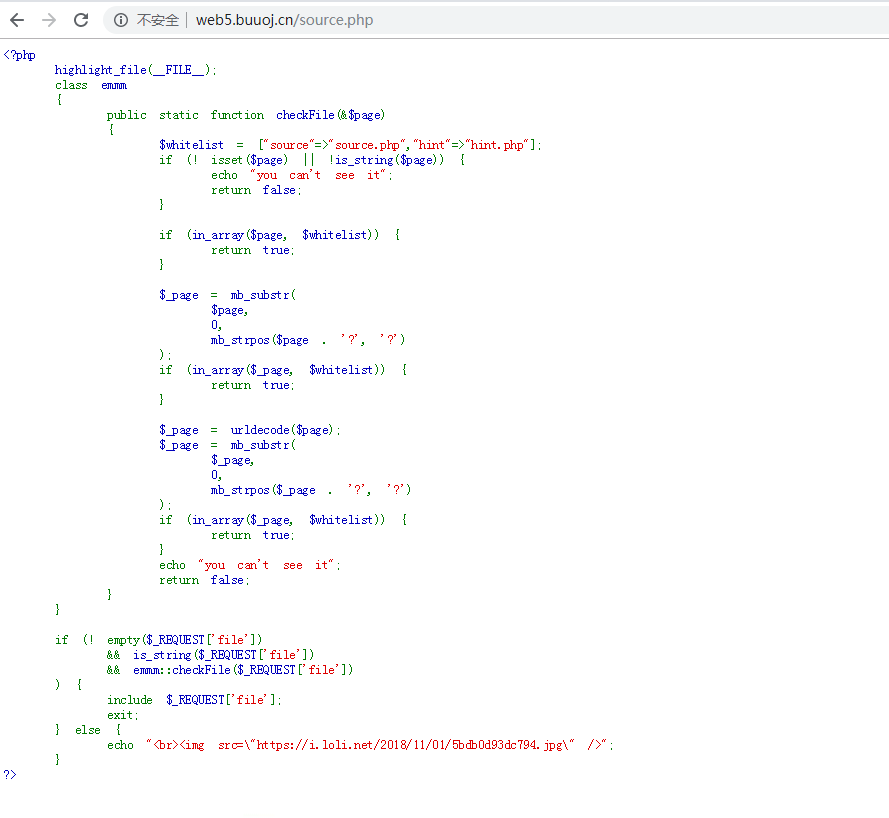 不安全 | web5.buuoj.cn/source.php
<?php
highlight_file(__FILE__);
class emmm
{
public static function checkFile(&$page)
{
$whitelist = ["source"=>"source.php","hint"=>"hint.php"];
if (! isset($page) || !is_string($page)) {
echo "you can't see it";
return false;
}
if (in_array($page, $whitelist)) {
return true;
}
$_page = mb_substr(
$page,
0,
mb_strpos($page . '?', '?')
);
if (in_array($_page, $whitelist)) {
return true;
}
$_page = urldecode($page);
$_page = mb_substr(
$_page,
0,
mb_strpos($_page . '?', '?')
);
if (in_array($_page, $whitelist)) {
return true;
}
echo "you can't see it";
return false;
}
}
if (! empty($_REQUEST['file'])
&& is_string($_REQUEST['file'])
&& emmm::checkFile($_REQUEST['file'])
) {
include $_REQUEST['file'];
exit;
} else {
echo "<br><img src=\"https://i.loli.net/2018/11/01/5bdb0d93dc794.jpg\" />";
}
?>